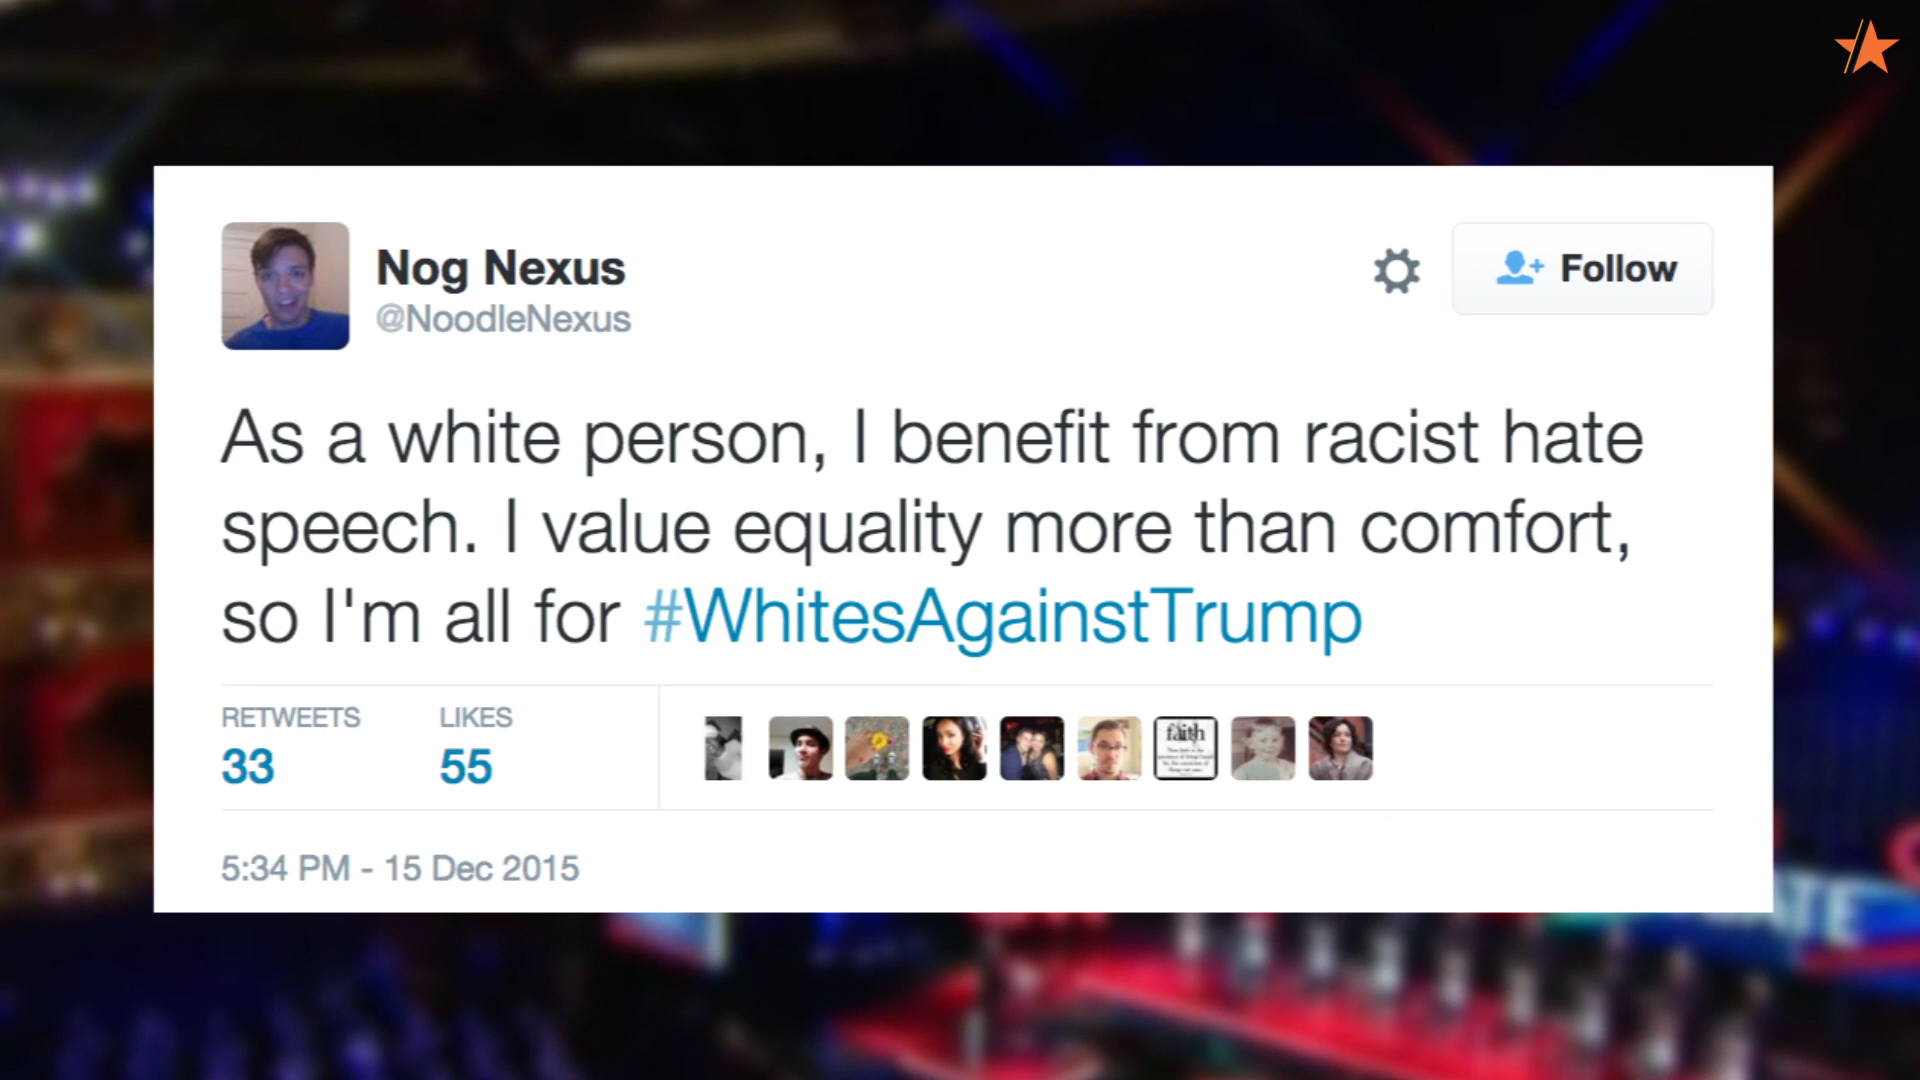 Nog Nexus
@NoodleNexus
Follow
As a white person, I benefit from racist hate
speech. I value equality more than comfort,
so I'm all for #WhitesAgainstTrump
RETWEETS LIKES
33 55
faith
5:34 PM - 15 Dec 2015